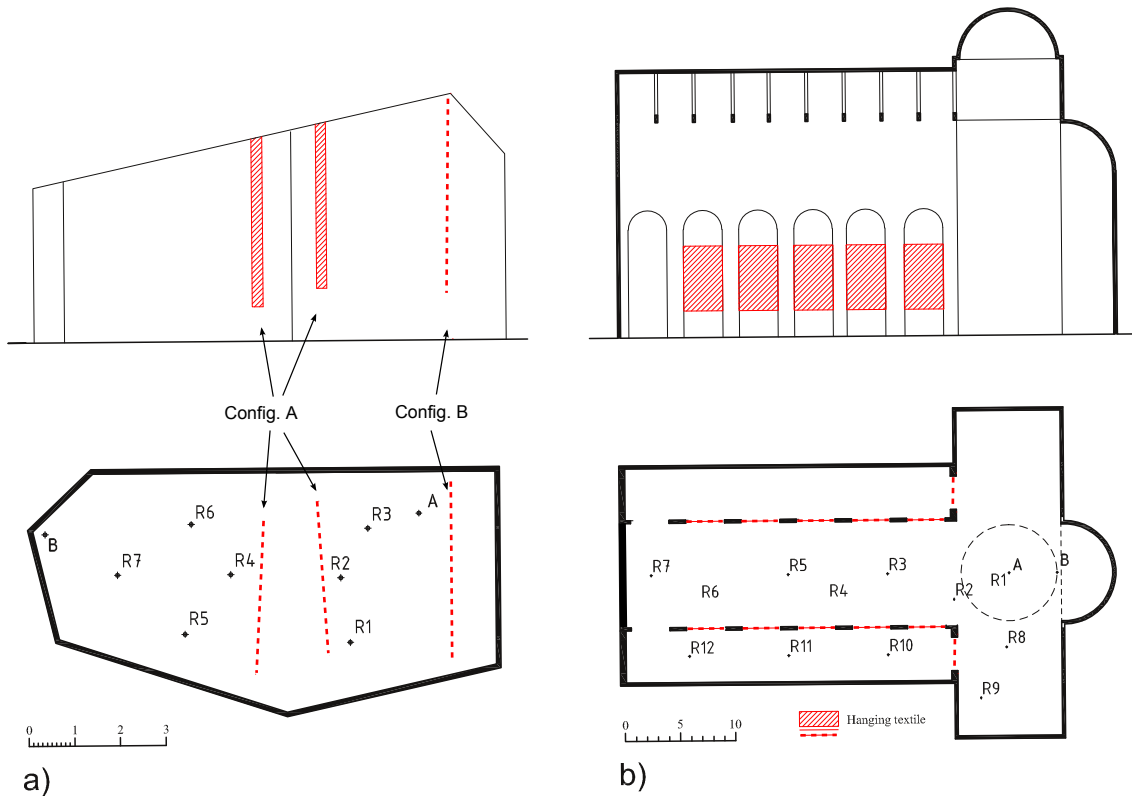 Config. A
Config. B
R6
R3
A
B
R7
R4
R2
R5
R1
0 1 2 3
a)
R7
R5
R3
R1
A
B
R6
R4
R2
R12
R11
R10
R8
R9
0 5 10
Hanging textile
b)